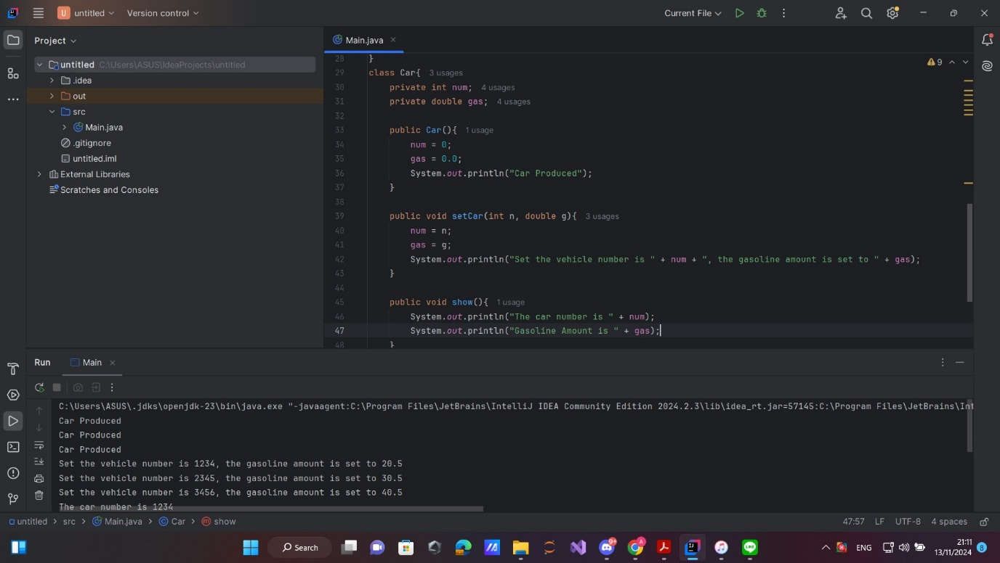 U untitled Version control Current File
Project
Main.java
untitled C:\Users\ASUS\IdeaProjects\untitled
.idea
out
src
Main.java
.gitignore
untitled.iml
External Libraries
Scratches and Consoles
9
28 }
29 class Car{ 3 usages
30 private int num; 4 usages
31 private double gas; 4 usages
32
33 public Car(){ 1 usage
34 num = 0;
35 gas = 0.0;
36 System.out.println("Car Produced");
37 }
38
39 public void setCar(int n, double g){ 3 usages
40 num = n;
41 gas = g;
42 System.out.println("Set the vehicle number is " + num + ", the gasoline amount is set to " + gas);
43 }
44
45 public void show(){ 1 usage
46 System.out.println("The car number is " + num);
47 System.out.println("Gasoline Amount is " + gas);
48 }
Run Main
C:\Users\ASUS\.jdks\openjdk-23\bin\java.exe "-javaagent:C:\Program Files\JetBrains\IntelliJ IDEA Community Edition 2024.2.3\lib\idea_rt.jar=57145:C:\Program Files\JetBrains\Int
Car Produced
Car Produced
Car Produced
Set the vehicle number is 1234, the gasoline amount is set to 20.5
Set the vehicle number is 2345, the gasoline amount is set to 30.5
Set the vehicle number is 3456, the gasoline amount is set to 40.5
The car number is 1234
untitled > src > Main.java > Car > show 47:57 LF UTF-8 4 spaces
Search ENG 21:11
13/11/2024 8